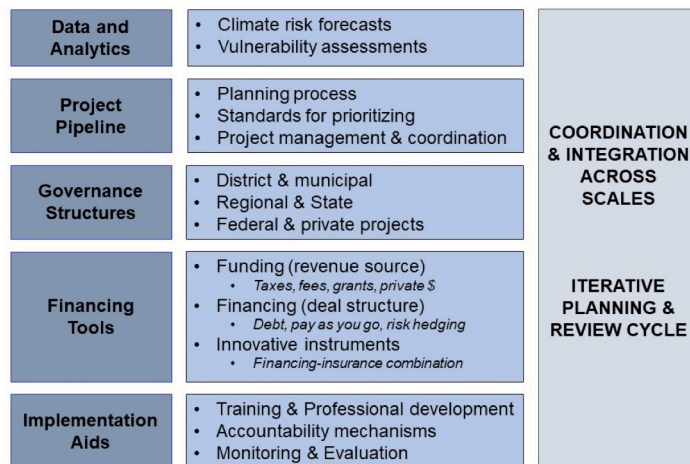 Data and
Analytics
• Climate risk forecasts
• Vulnerability assessments
Project
Pipeline
• Planning process
• Standards for prioritizing
• Project management & coordination
Governance
Structures
• District & municipal
• Regional & State
• Federal & private projects
Financing
Tools
• Funding (revenue source)
• Taxes, fees, grants, private $
• Financing (deal structure)
• Debt, pay as you go, risk hedging
• Innovative instruments
• Financing-insurance combination
Implementation
Aids
• Training & Professional development
• Accountability mechanisms
• Monitoring & Evaluation
COORDINATION
& INTEGRATION
ACROSS
SCALES
ITERATIVE
PLANNING &
REVIEW CYCLE